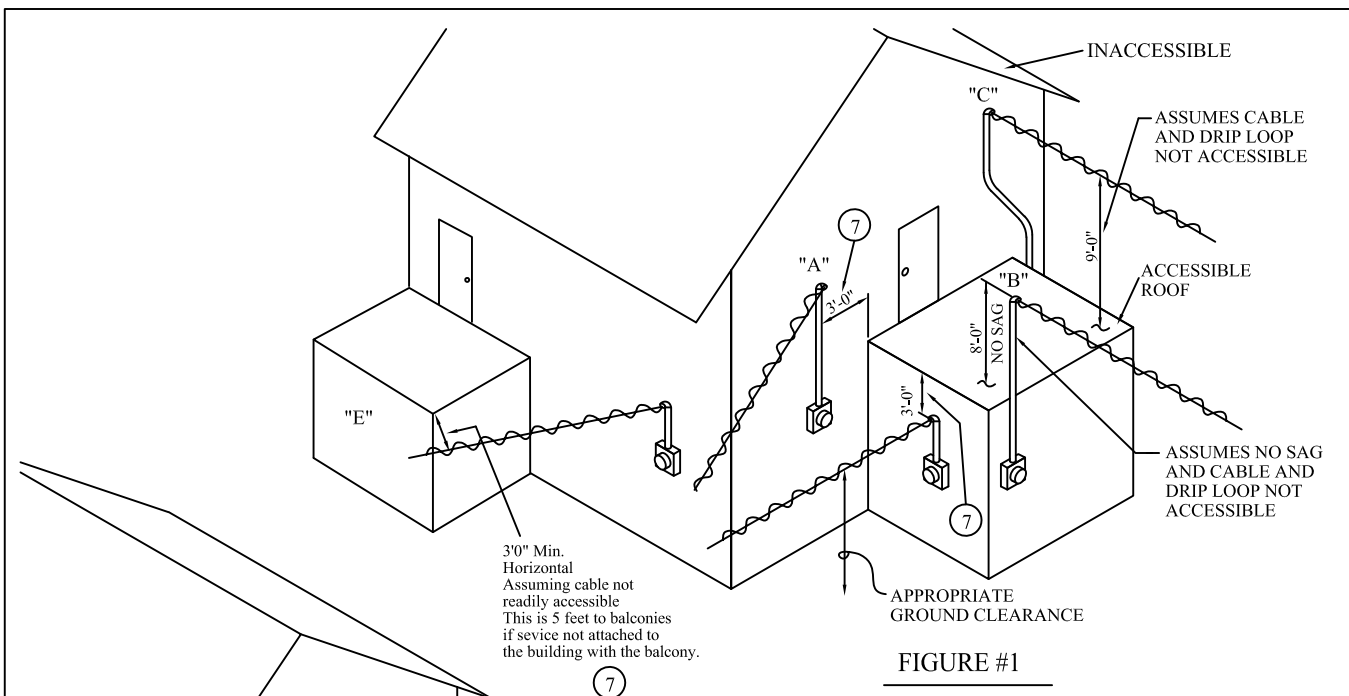 INACCESSIBLE
"C"
ASSUMES CABLE
AND DRIP LOOP
NOT ACCESSIBLE
7
"A"
3'-0"
9'-0"
"B"
ACCESSIBLE
ROOF
8'-0"
NO SAG
"E"
3'-0"
ASSUMES NO SAG
AND CABLE AND
DRIP LOOP NOT
ACCESSIBLE
7
3'0" Min.
Horizontal
Assuming cable not
readily accessible
This is 5 feet to balconies
if sevice not attached to
the building with the balcony.
7
APPROPRIATE
GROUND CLEARANCE
FIGURE #1